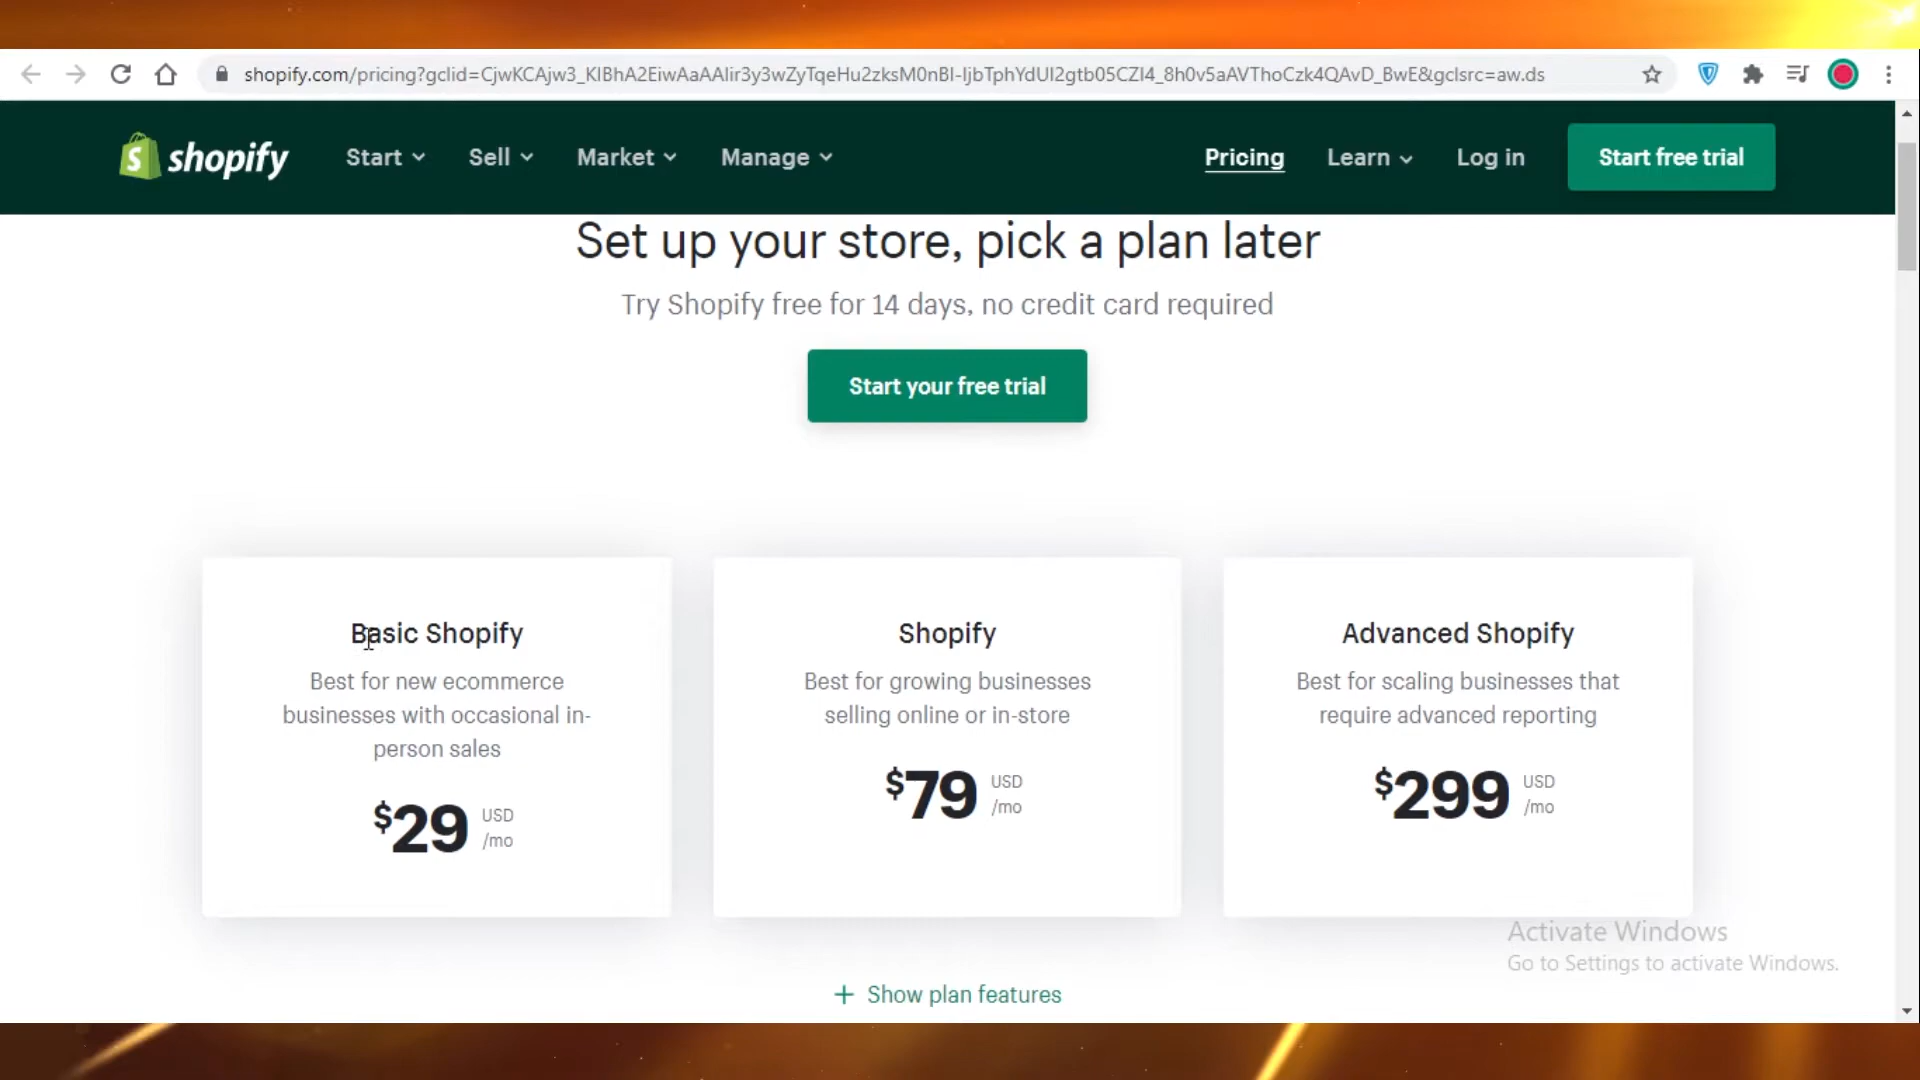 shopify.com/pricing?gclid=CjwKCAjw3_KIBhA2EiwAaAAlir3y3wZyTqeHu2zksM0nBl-IjbTphYdUI2gtb05CZI4_8h0v5aAVThoCzk4QAvD_BwE&gclsrc=aw.ds
shopify Start Sell Market Manage Pricing Learn Log in Start free trial
Set up your store, pick a plan later
Try Shopify free for 14 days, no credit card required
Start your free trial
Basic Shopify
Best for new ecommerce
businesses with occasional in-
person sales
$29 USD /mo
Shopify
Best for growing businesses
selling online or in-store
$79 USD /mo
Advanced Shopify
Best for scaling businesses that
require advanced reporting
$299 USD /mo
Activate Windows
Go to Settings to activate Windows.
+ Show plan features